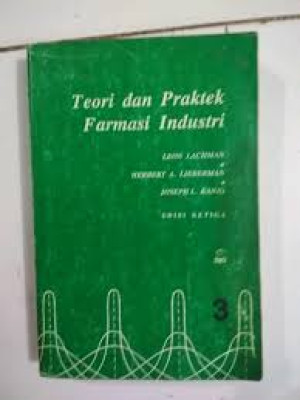 Teori dan Praktek
Farmasi Industri
LEON LACHMAN
HERBERT A. LIEBERMAN
JOSEPH L. KANIG
EDISI KETIGA
3